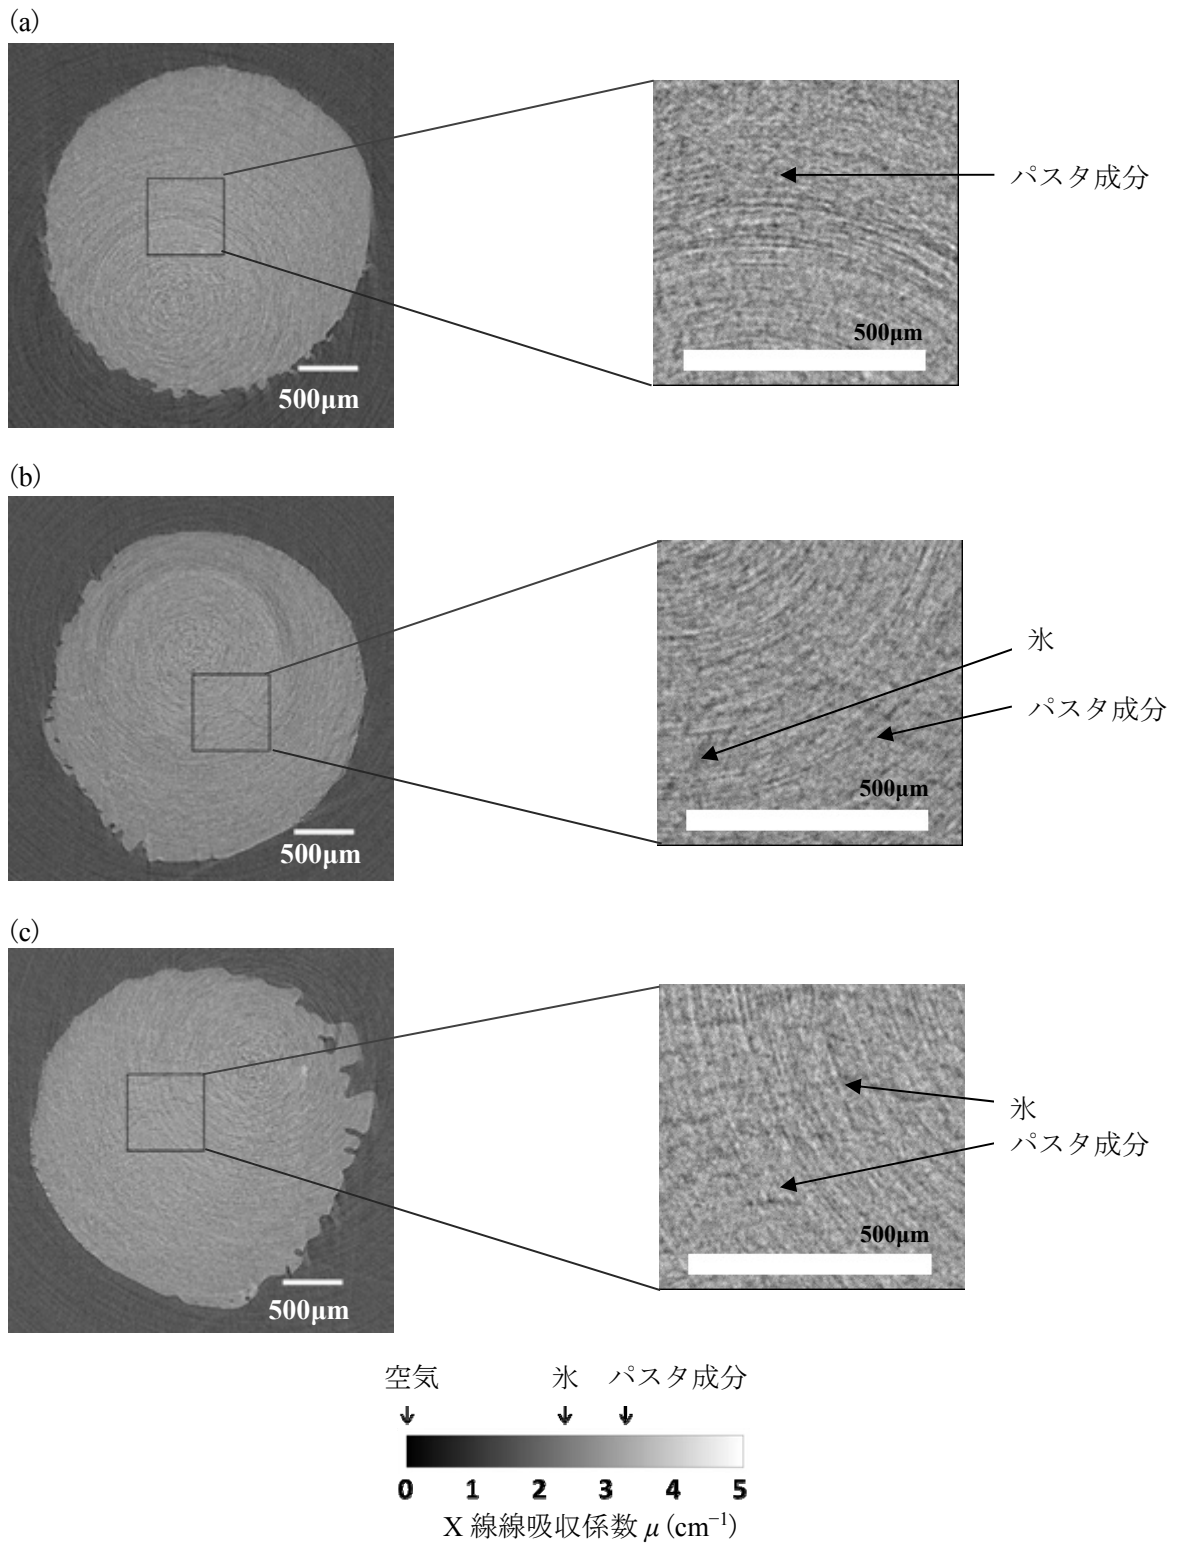 (a)
パスタ成分
500μm
500μm
(b)
氷
パスタ成分
500μm
500μm
(c)
氷
パスタ成分
500μm
500μm
空気 氷 パスタ成分
0 1 2 3 4 5
X 線線吸収係数 μ (cm⁻¹)